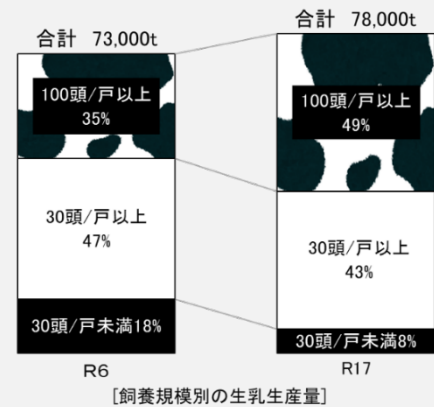 合計 73,000t
合計 78,000t
100頭/戸以上
35%
100頭/戸以上
49%
30頭/戸以上
47%
30頭/戸以上
43%
30頭/戸未満18%
30頭/戸未満8%
R6
R17
[飼養規模別の生乳生産量]